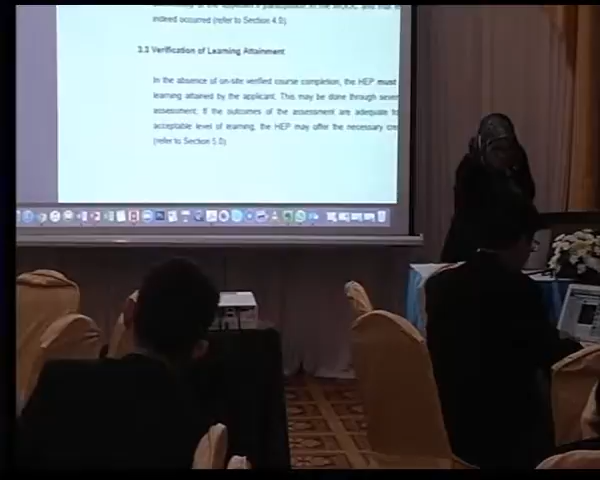 indeed occurred (refer to Section 4.0).
3.3 Verification of Learning Attainment
In the absence of on-site verified course completion, the HEP must
learning attained by the applicant. This may be done through
assessment. If the outcomes of the assessment are adequate
acceptable level of learning, the HEP may offer the necessary
(refer to Section 5.0)